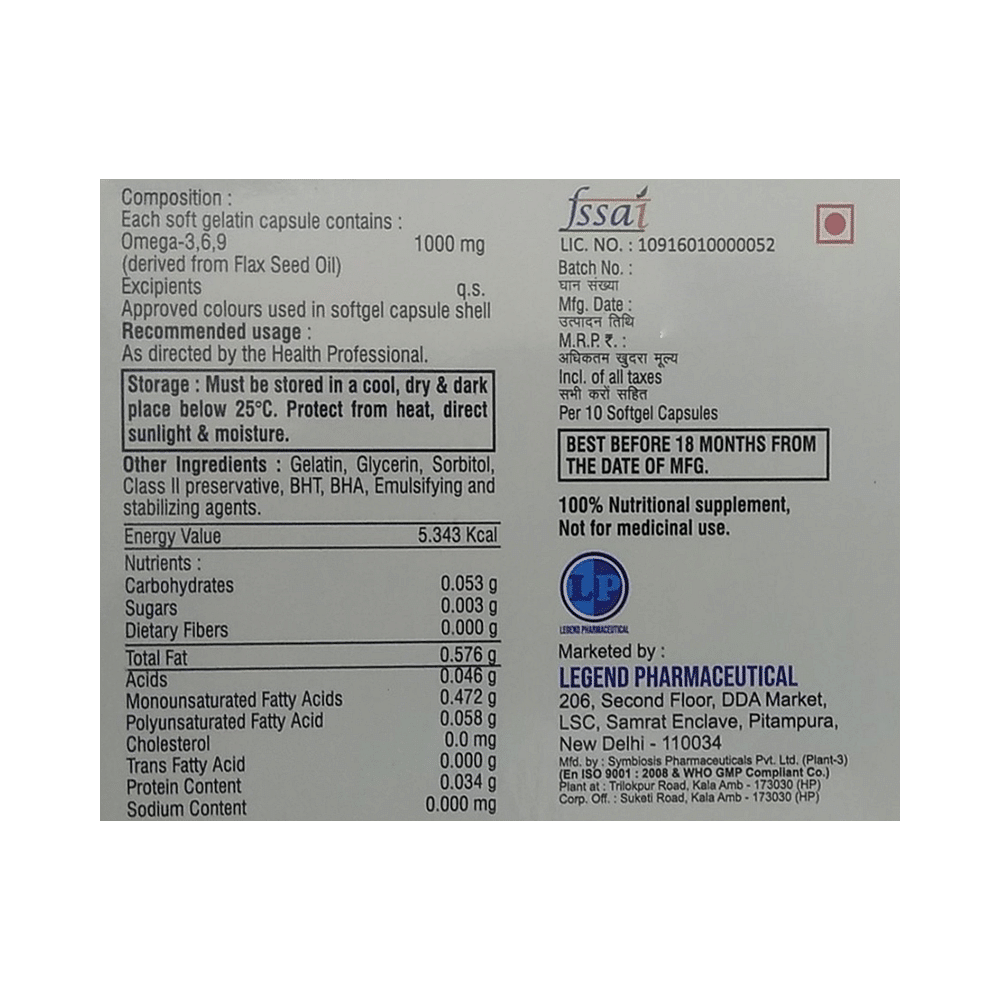 Composition :
Each soft gelatin capsule contains :
Omega-3,6,9 1000 mg
(derived from Flax Seed Oil)
Excipients q.s.
Approved colours used in softgel capsule shell
Recommended usage :
As directed by the Health Professional.
Storage : Must be stored in a cool, dry & dark
place below 25°C. Protect from heat, direct
sunlight & moisture.
Other Ingredients : Gelatin, Glycerin, Sorbitol,
Class II preservative, BHT, BHA, Emulsifying and
stabilizing agents.
Energy Value 5.343 Kcal
Nutrients :
Carbohydrates 0.053 g
Sugars 0.003 g
Dietary Fibers 0.000 g
Total Fat 0.576 g
Acids 0.046 g
Monounsaturated Fatty Acids 0.472 g
Polyunsaturated Fatty Acid 0.058 g
Cholesterol 0.0 mg
Trans Fatty Acid 0.000 g
Protein Content 0.034 g
Sodium Content 0.000 mg
fssai
LIC. NO. : 10916010000052
Batch No. :
घान संख्या
Mfg. Date :
उत्पादन तिथि
M.R.P. ₹. :
अधिकतम खुदरा मूल्य
Incl. of all taxes
सभी करों सहित
Per 10 Softgel Capsules
BEST BEFORE 18 MONTHS FROM
THE DATE OF MFG.
100% Nutritional supplement,
Not for medicinal use.
LP
LEGEND PHARMACEUTICAL
Marketed by :
LEGEND PHARMACEUTICAL
206, Second Floor, DDA Market,
LSC, Samrat Enclave, Pitampura,
New Delhi - 110034
Mfd. by : Symbiosis Pharmaceuticals Pvt. Ltd. (Plant-3)
(En ISO 9001 : 2008 & WHO GMP Compliant Co.)
Plant at : Trilokpur Road, Kala Amb - 173030 (HP)
Corp. Off. : Suketi Road, Kala Amb - 173030 (HP)